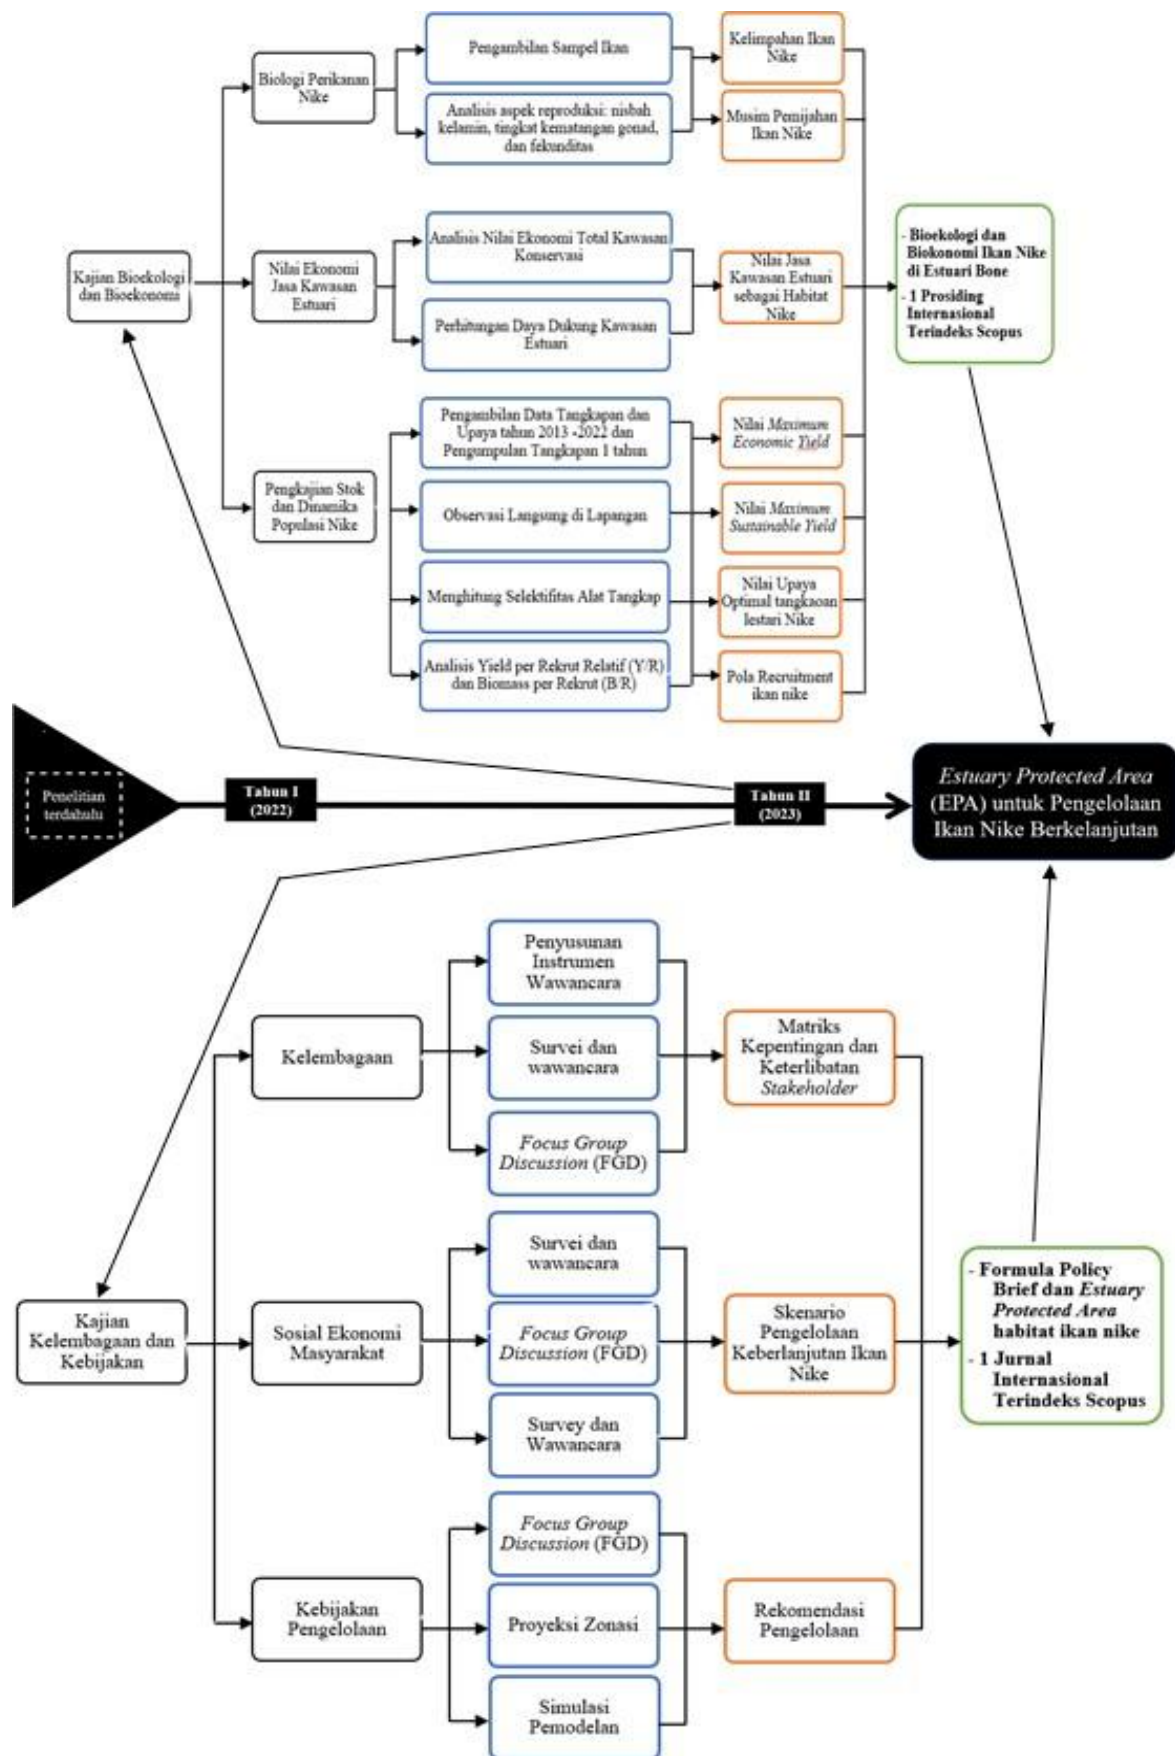 Pengambilan Sampel Ikan
Kelimpahan Ikan
Nike
Biologi Perikanan
Nike
Analisis aspek reproduksi: nisbah
kelamin, tingkat kematangan gonad,
dan fekunditas
Musim Pemijahan
Ikan Nike
Kajian Bioekologi
dan Bioekonomi
Nilai Ekonomi
Jasa Kawasan
Estuari
Analisis Nilai Ekonomi Total Kawasan
Konservasi
Perhitungan Daya Dukung Kawasan
Estuari
Nilai Jasa
Kawasan Estuari
sebagai Habitat
Nike
- Bioekologi dan
Biokonomi Ikan Nike
di Estuari Bone
- 1 Prosiding
Internasional
Terindeks Scopus
Pengkajian Stok
dan Dinamika
Populasi Nike
Pengambilan Data Tangkapan dan
Upaya tahun 2013 -2022 dan
Pengumpulan Tangkapan 1 tahun
Nilai Maximum
Economic Yield
Observasi Langsung di Lapangan
Nilai Maximum
Sustainable Yield
Menghitung Selektifitas Alat Tangkap
Nilai Upaya
Optimal tangkaoan
lestari Nike
Analisis Yield per Rekrut Relatif (Y/R)
dan Biomass per Rekrut (B/R)
Pola Recruitment
ikan nike
Penelitian
terdahulu
Tahun I
(2022)
Tahun II
(2023)
Estuary Protected Area
(EPA) untuk Pengelolaan
Ikan Nike Berkelanjutan
Kajian
Kelembagaan dan
Kebijakan
Kelembagaan
Penyusunan
Instrumen
Wawancara
Survei dan
wawancara
Focus Group
Discussion (FGD)
Matriks
Kepentingan dan
Keterlibatan
Stakeholder
Sosial Ekonomi
Masyarakat
Survei dan
wawancara
Focus Group
Discussion (FGD)
Survey dan
Wawancara
Skenario
Pengelolaan
Keberlanjutan Ikan
Nike
- Formula Policy
Brief dan Estuary
Protected Area
habitat ikan nike
- 1 Jurnal
Internasional
Terindeks Scopus
Kebijakan
Pengelolaan
Focus Group
Discussion (FGD)
Proyeksi Zonasi
Simulasi
Pemodelan
Rekomendasi
Pengelolaan